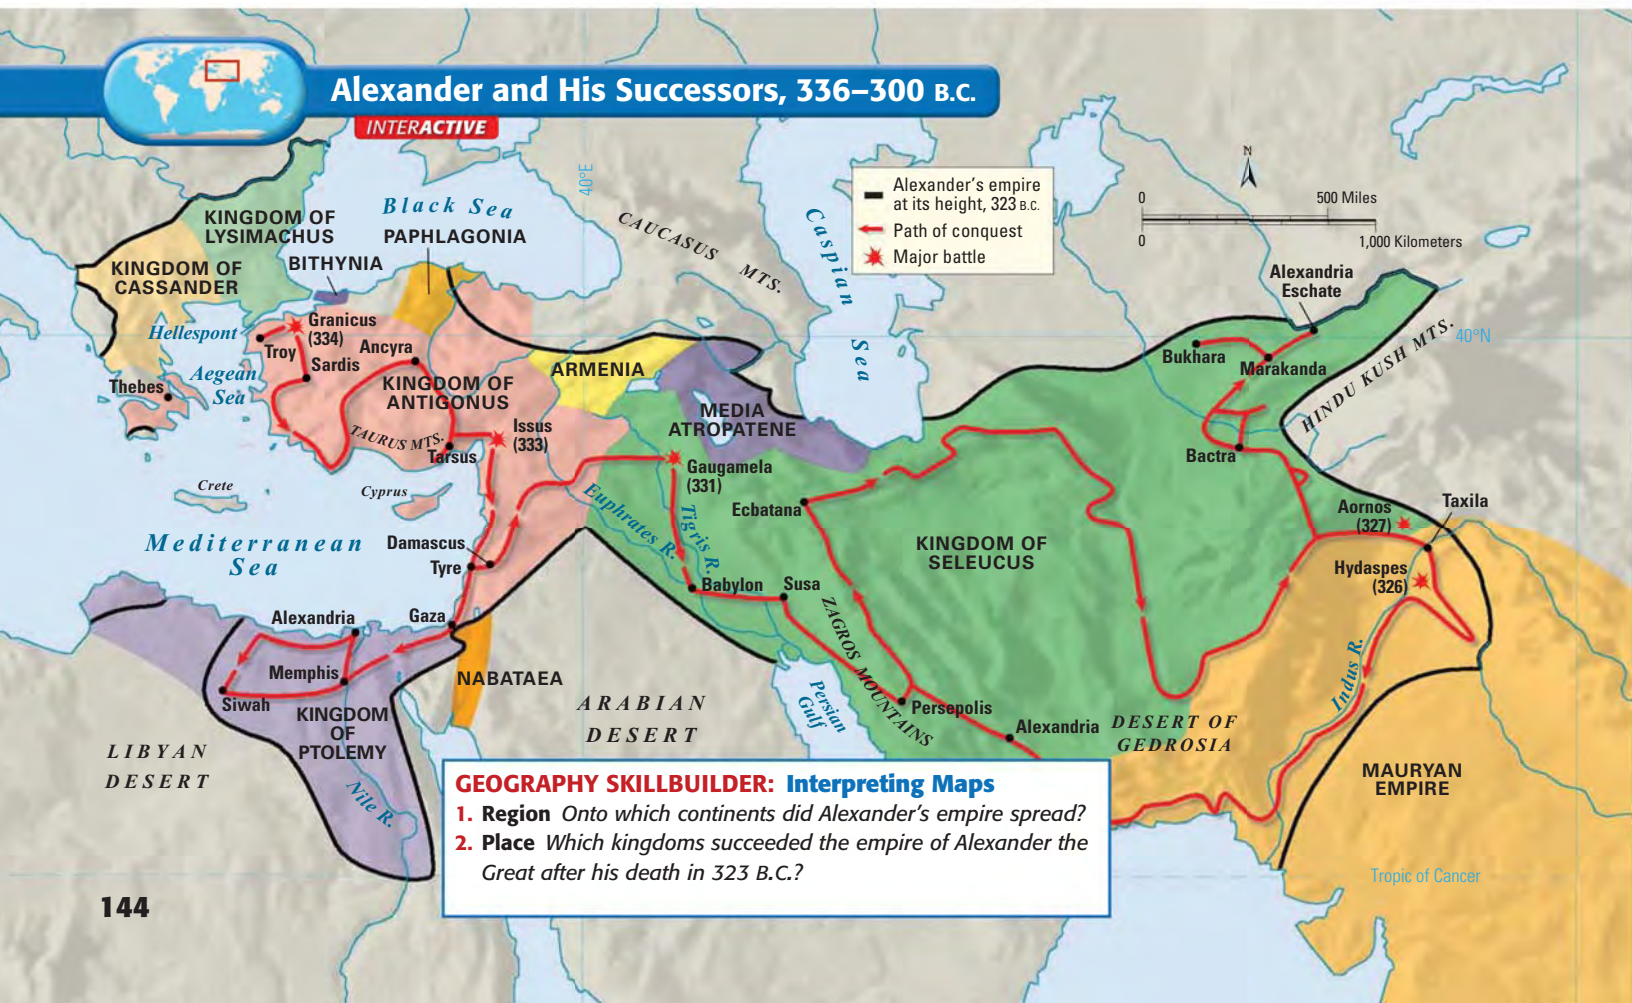 Alexander and His Successors, 336–300 B.C.
INTERACTIVE
40°E
N
Alexander's empire
at its height, 323 B.C.
Path of conquest
Major battle
0
500 Miles
0
1,000 Kilometers
Black Sea
CAUCASUS MTS.
Caspian Sea
KINGDOM OF
LYSIMACHUS
PAPHLAGONIA
BITHYNIA
KINGDOM OF
CASSANDER
Hellespont
Granicus
(334)
Troy
Ancyra
Sardis
Aegean
Sea
Thebes
KINGDOM OF
ANTIGONUS
ARMENIA
MEDIA
ATROPATENE
TAURUS MTS.
Tarsus
Issus
(333)
Crete
Cyprus
Gaugamela
(331)
Ecbatana
Euphrates R.
Tigris R.
Mediterranean
Sea
Damascus
Tyre
Babylon
Susa
KINGDOM OF
SELEUCUS
ZAGROS MOUNTAINS
Alexandria
Eschate
40°N
Bukhara
Marakanda
HINDU KUSH MTS.
Bactra
Aornos
(327)
Taxila
Hydaspes
(326)
Indus R.
Alexandria
Gaza
Memphis
Siwah
KINGDOM
OF
PTOLEMY
NABATAEA
LIBYAN
DESERT
Nile R.
ARABIAN
DESERT
Persian
Gulf
Persepolis
Alexandria
DESERT OF
GEDROSIA
MAURYAN
EMPIRE
Tropic of Cancer
GEOGRAPHY SKILLBUILDER: Interpreting Maps
1. Region Onto which continents did Alexander's empire spread?
2. Place Which kingdoms succeeded the empire of Alexander the
Great after his death in 323 B.C.?
144